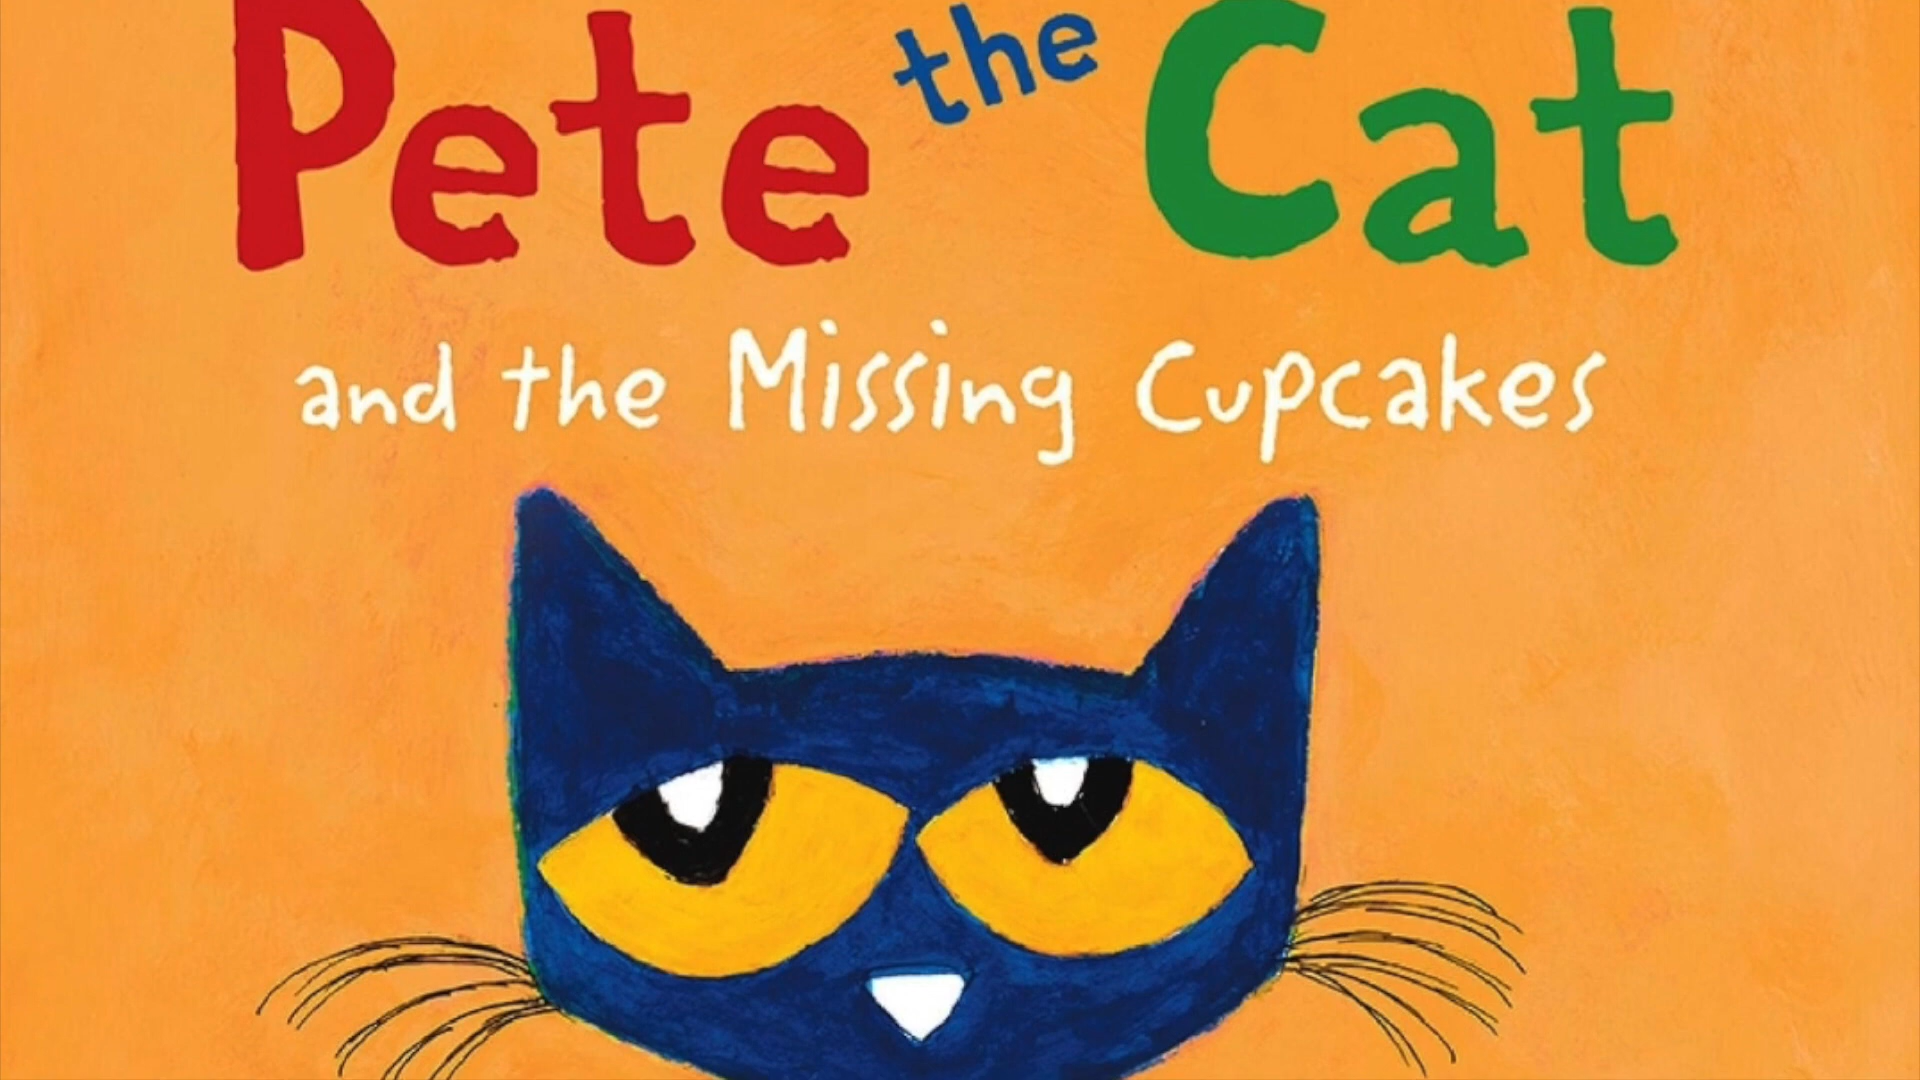 Pete the Cat
and the Missing Cupcakes